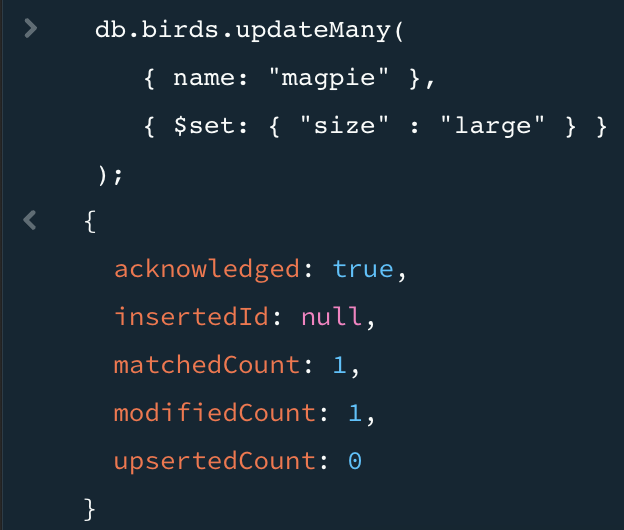 db.birds.updateMany(
{ name: "magpie" },
{ $set: { "size" : "large" } }
);
{
acknowledged: true,
insertedId: null,
matchedCount: 1,
modifiedCount: 1,
upsertedCount: 0
}